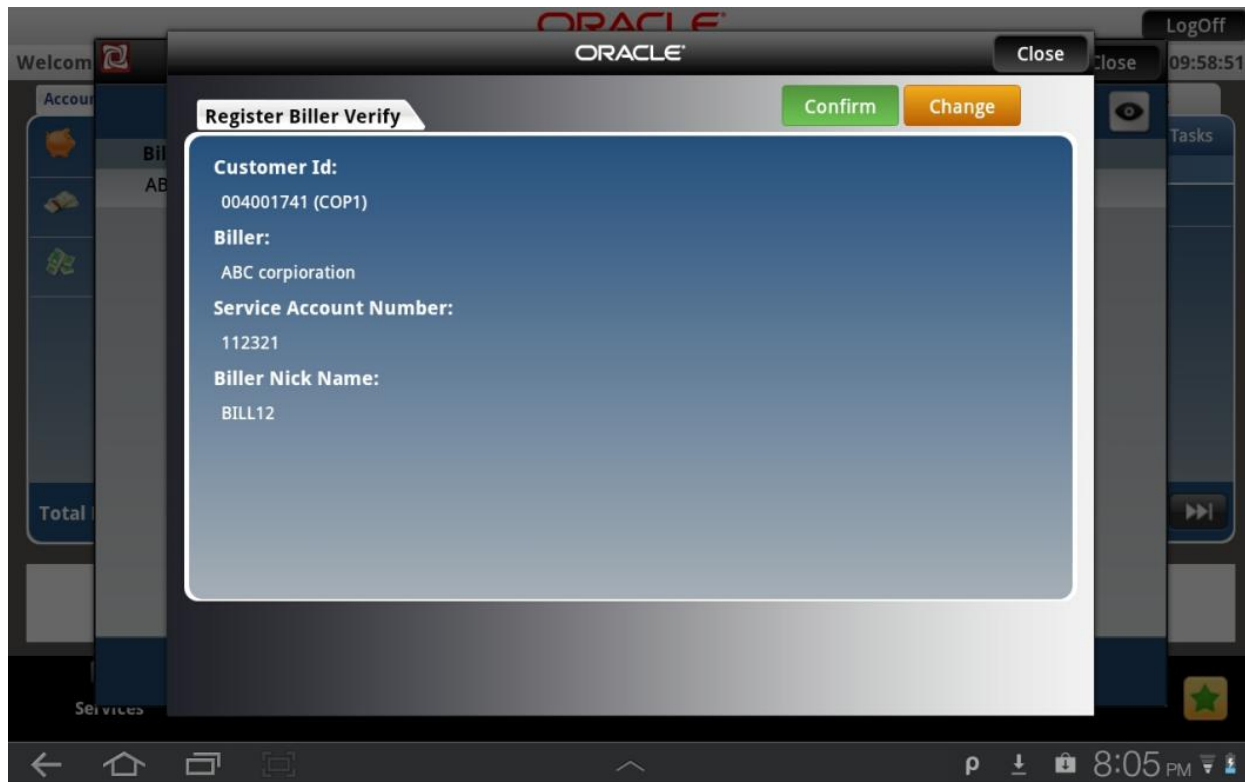 ORACLE
LogOff
Welcom
ORACLE
Close
Close
09:58:51
Accou
Register Biller Verify
Confirm
Change
Tasks
Bil
AB
Customer Id:
004001741 (COP1)
Biller:
ABC corpioration
Service Account Number:
112321
Biller Nick Name:
BILL12
Total
Services
8:05 PM